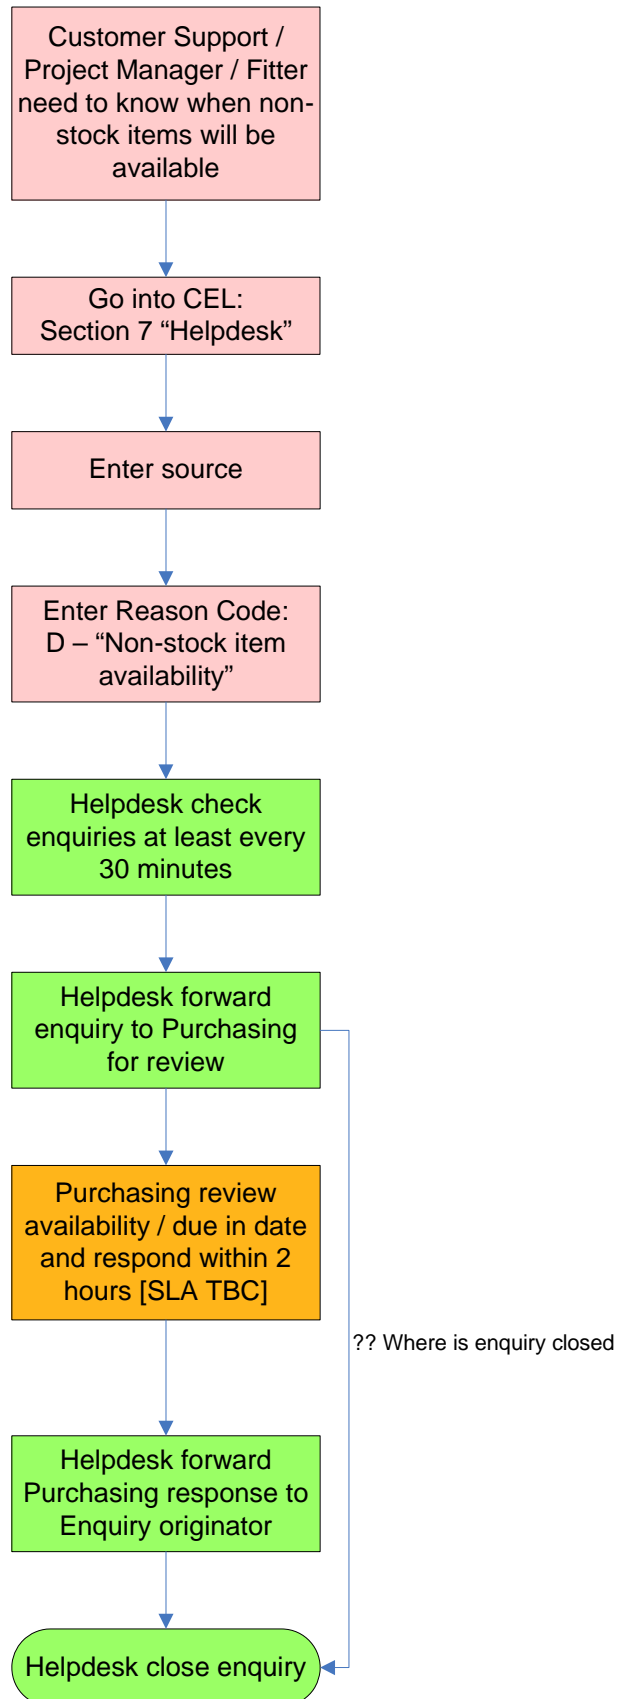 Customer Support /
Project Manager / Fitter
need to know when non-
stock items will be
available
Go into CEL:
Section 7 “Helpdesk”
Enter source
Enter Reason Code:
D – “Non-stock item
availability”
Helpdesk check
enquiries at least every
30 minutes
Helpdesk forward
enquiry to Purchasing
for review
Purchasing review
availability / due in date
and respond within 2
hours [SLA TBC]
?? Where is enquiry closed
Helpdesk forward
Purchasing response to
Enquiry originator
Helpdesk close enquiry